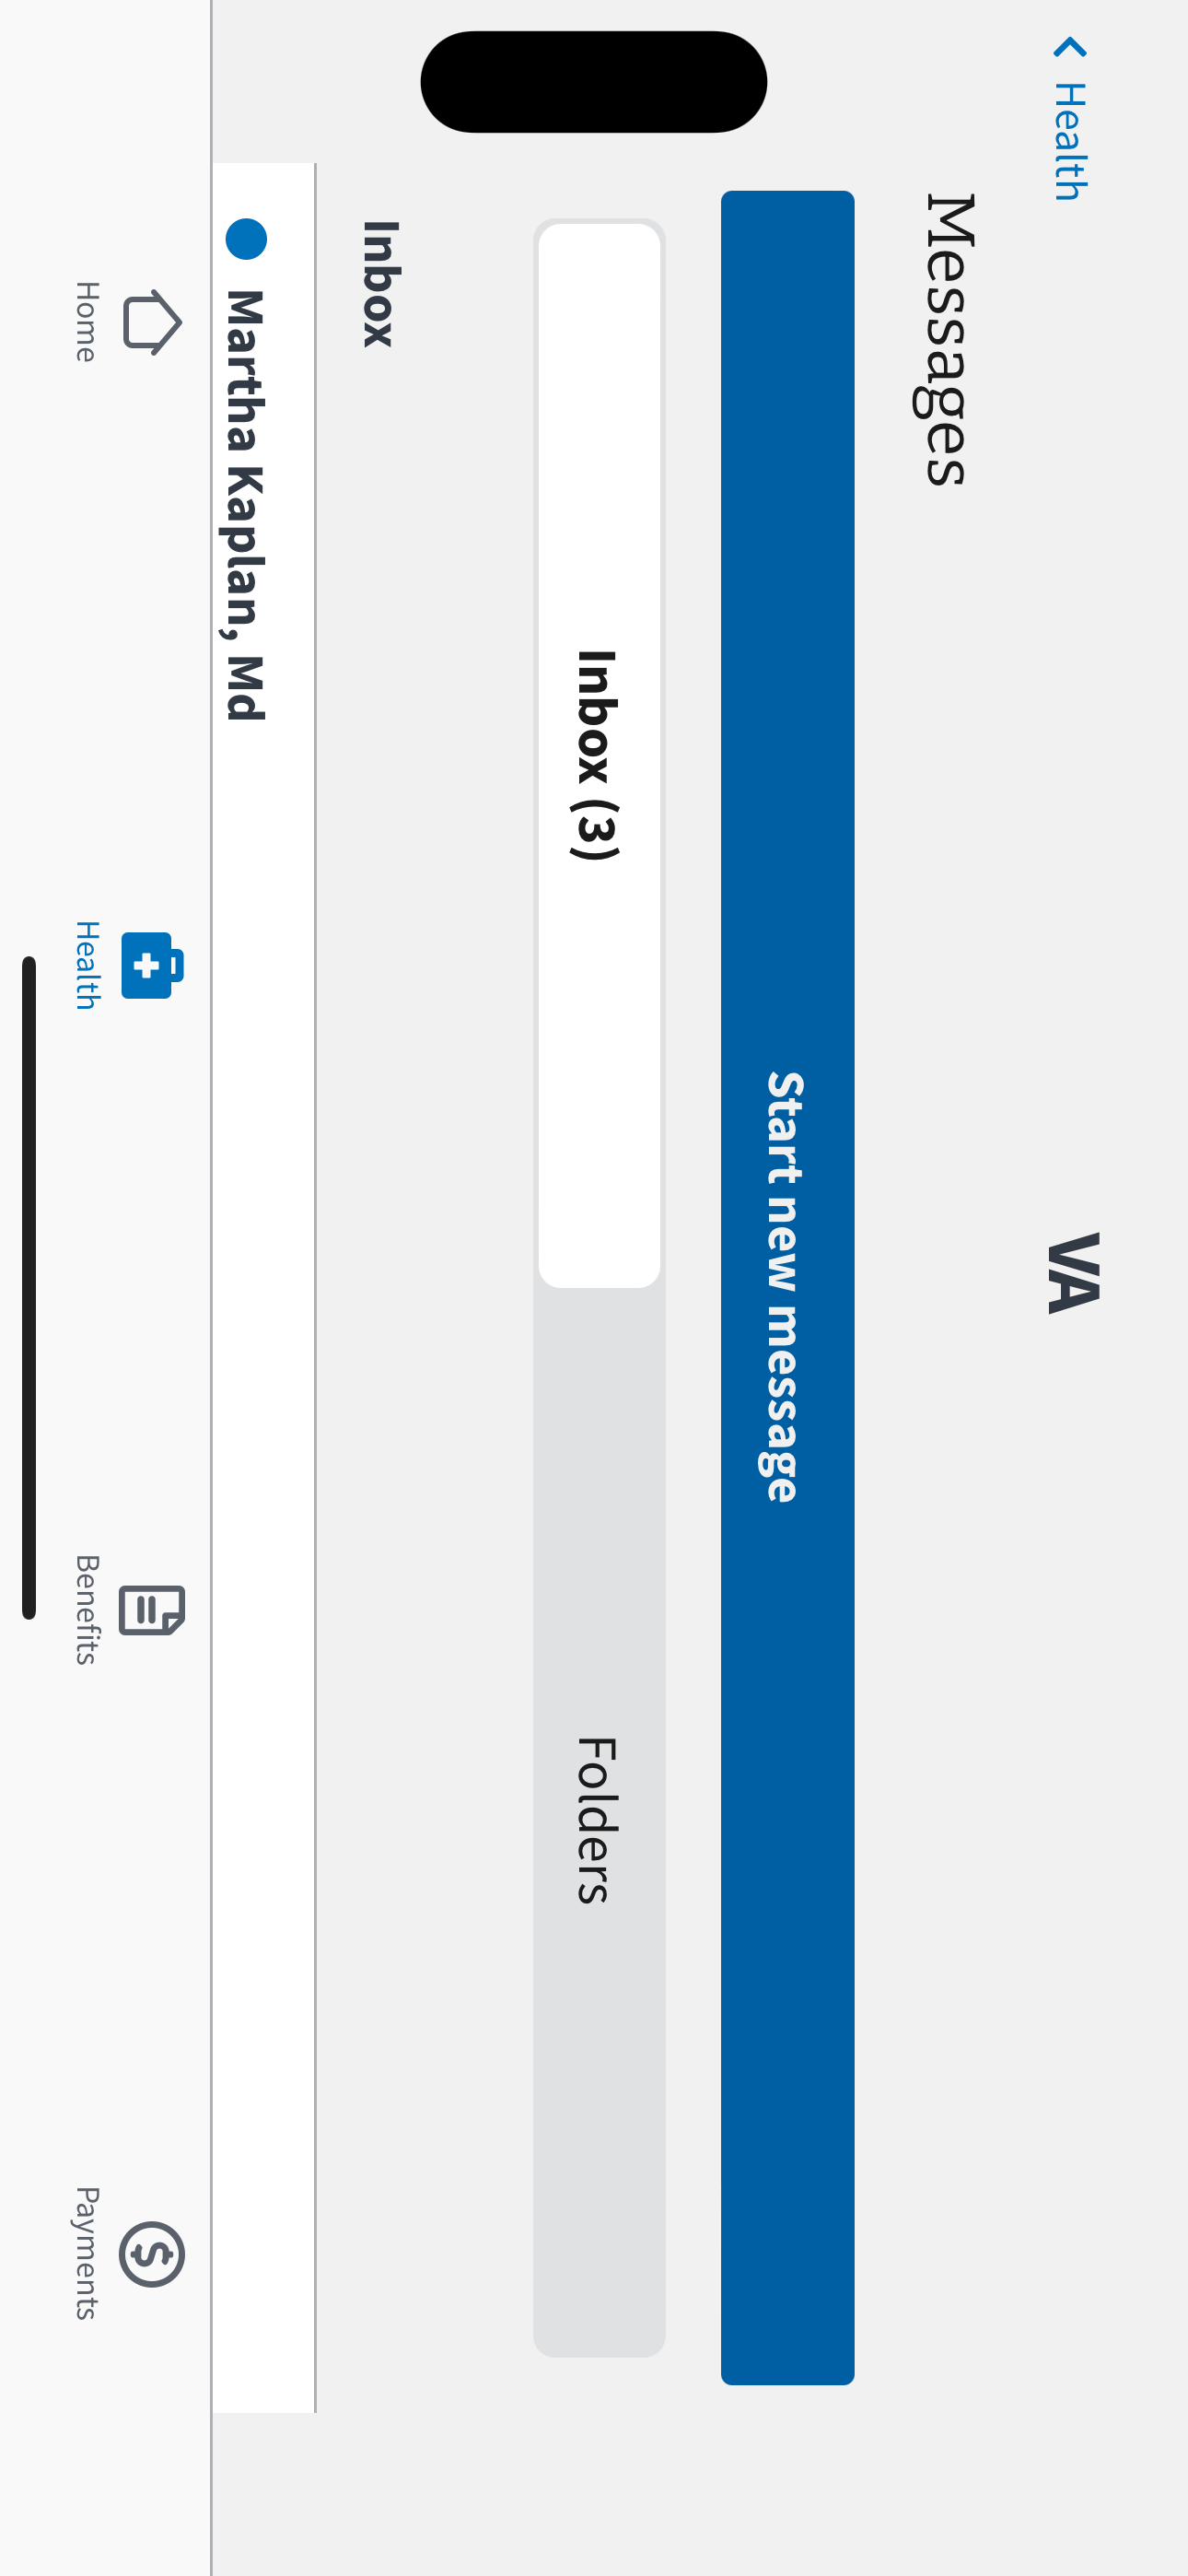 Health
VA
Messages
Start new message
Inbox (3)
Folders
Inbox
Martha Kaplan, Md
Home
Health
Benefits
Payments